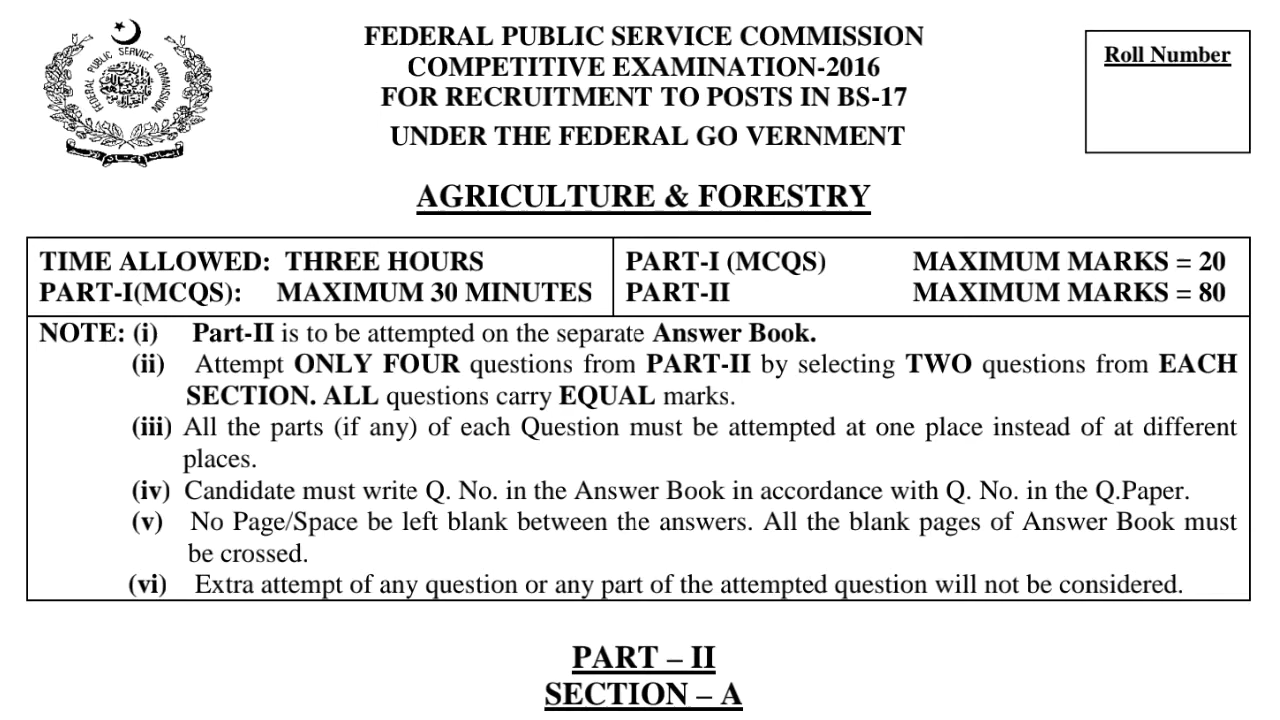 FEDERAL PUBLIC SERVICE COMMISSION
COMPETITIVE EXAMINATION-2016
FOR RECRUITMENT TO POSTS IN BS-17
UNDER THE FEDERAL GO VERNMENT
Roll Number
FEDERAL PUBLIC SERVICE COMMISSION
AGRICULTURE & FORESTRY
TIME ALLOWED: THREE HOURS PART-I (MCQS) MAXIMUM MARKS = 20
PART-I(MCQS): MAXIMUM 30 MINUTES PART-II MAXIMUM MARKS = 80
NOTE: (i) Part-II is to be attempted on the separate Answer Book.
(ii) Attempt ONLY FOUR questions from PART-II by selecting TWO questions from EACH
SECTION. ALL questions carry EQUAL marks.
(iii) All the parts (if any) of each Question must be attempted at one place instead of at different
places.
(iv) Candidate must write Q. No. in the Answer Book in accordance with Q. No. in the Q.Paper.
(v) No Page/Space be left blank between the answers. All the blank pages of Answer Book must
be crossed.
(vi) Extra attempt of any question or any part of the attempted question will not be considered.
PART – II
SECTION – A